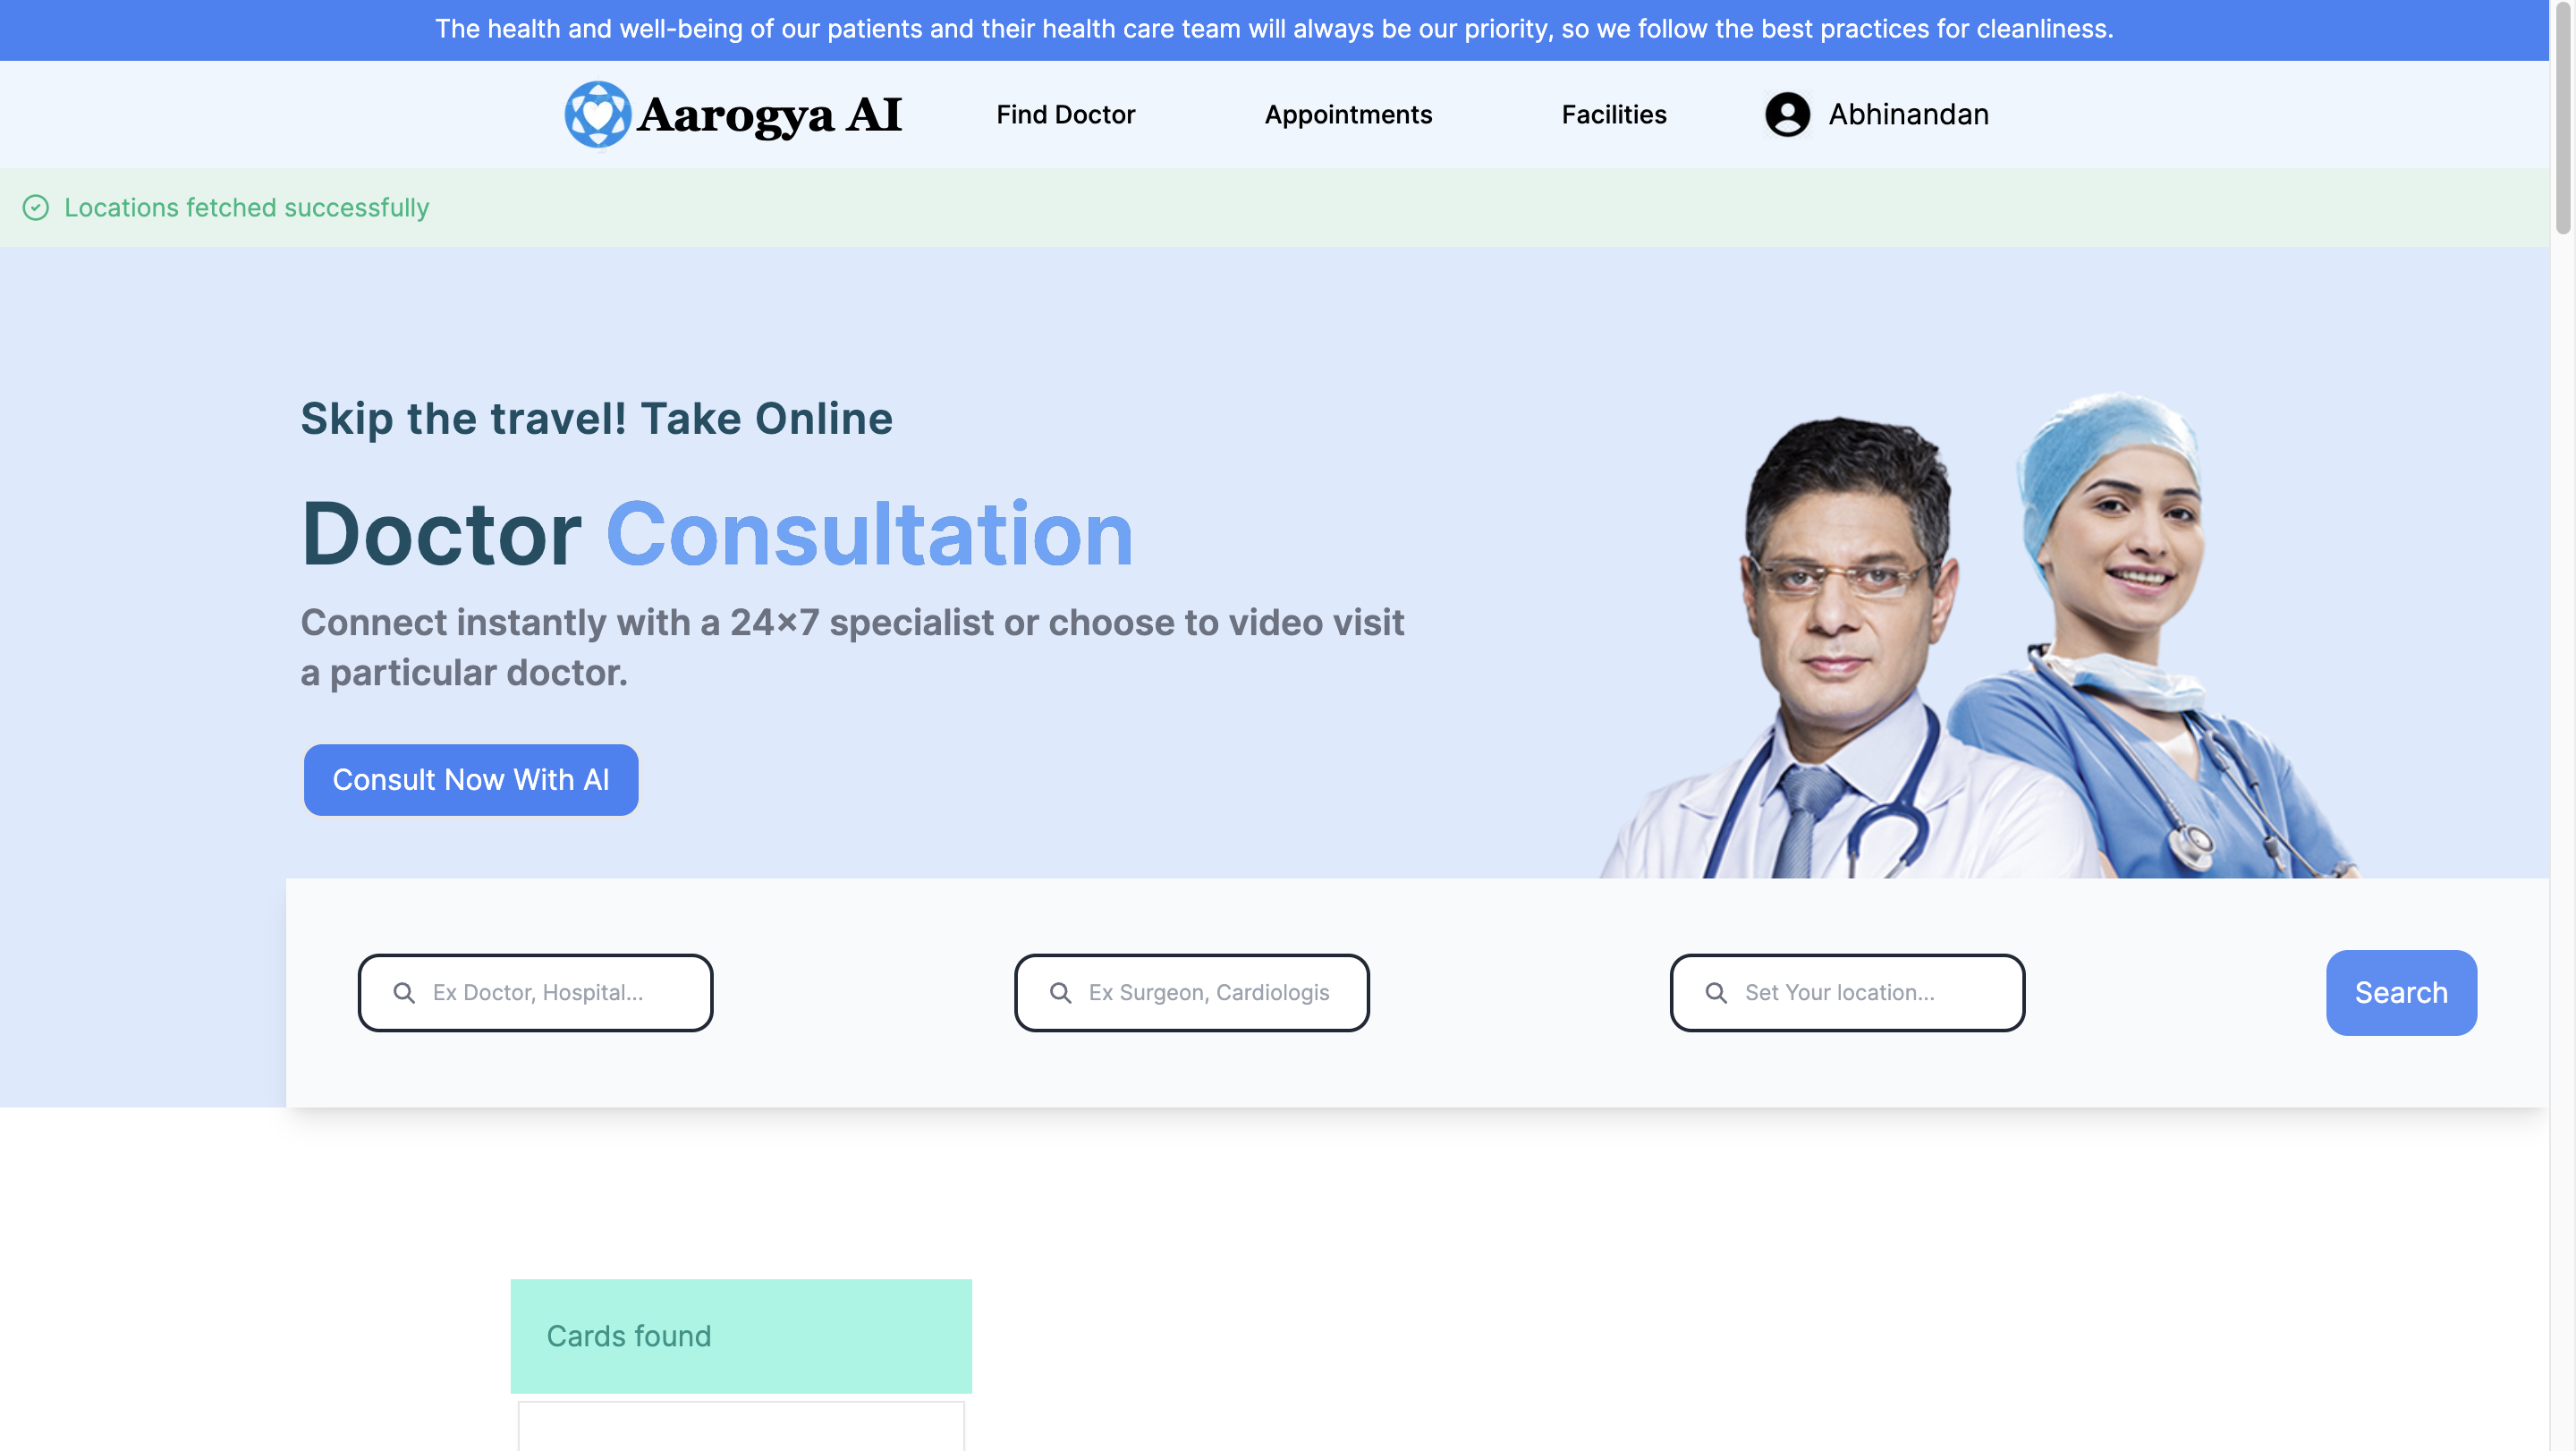 The health and well-being of our patients and their health care team will always be our priority, so we follow the best practices for cleanliness.
Aarogya AI
Find Doctor
Appointments
Facilities
Abhinandan
Locations fetched successfully
Skip the travel! Take Online
Doctor Consultation
Connect instantly with a 24×7 specialist or choose to video visit
a particular doctor.
Consult Now With AI
Ex Doctor, Hospital...
Ex Surgeon, Cardiologis
Set Your location...
Search
Cards found